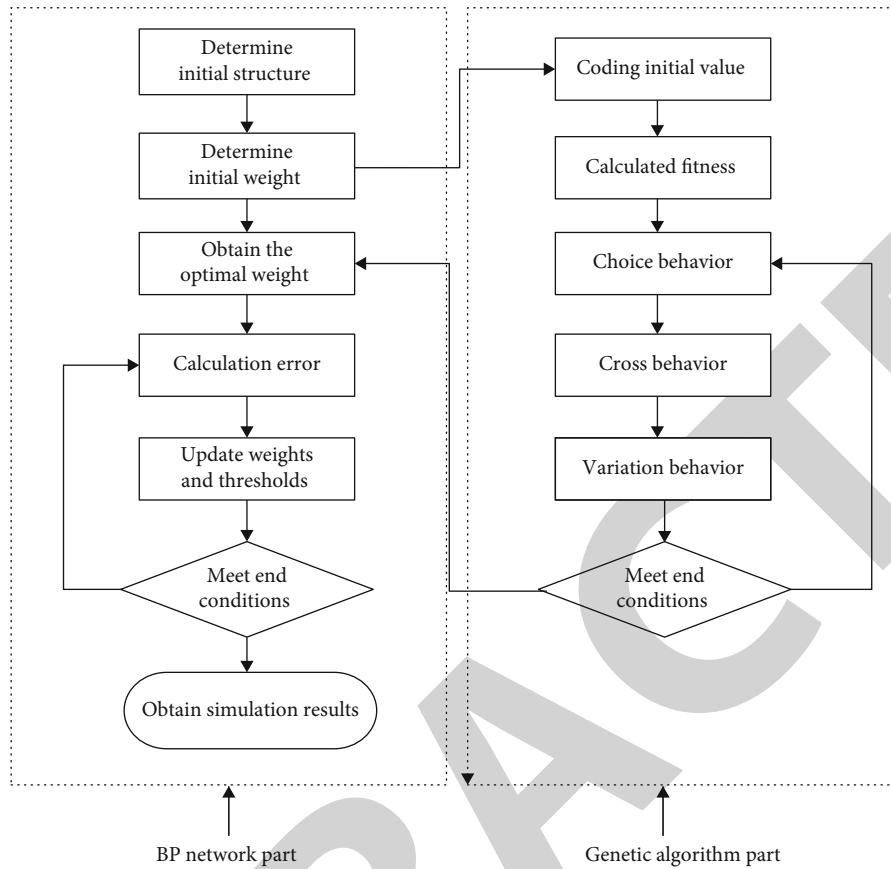 Determine
initial structure
Determine
initial weight
Obtain the
optimal weight
Calculation error
Update weights
and thresholds
Meet end
conditions
Obtain simulation results
BP network part
Coding initial value
Calculated fitness
Choice behavior
Cross behavior
Variation behavior
Meet end
conditions
Genetic algorithm part
RACT